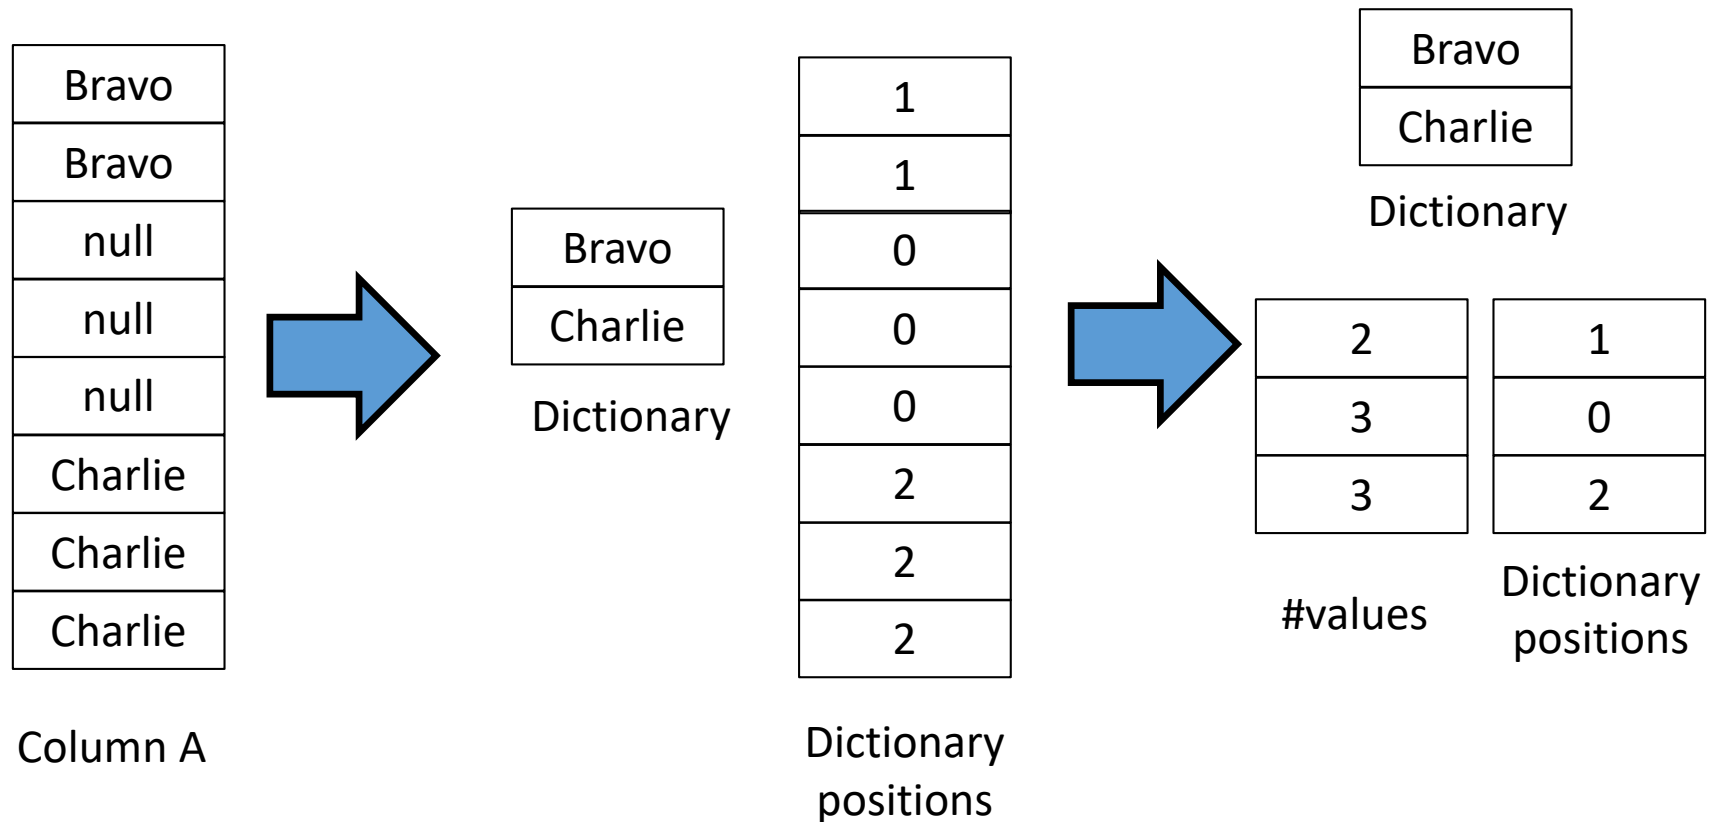 Bravo
Bravo
null
null
null
Charlie
Charlie
Charlie
Column A
Bravo
Charlie
Dictionary
1
1
0
0
0
2
2
2
Dictionary
positions
Bravo
Charlie
Dictionary
2
3
3
#values
1
0
2
Dictionary
positions